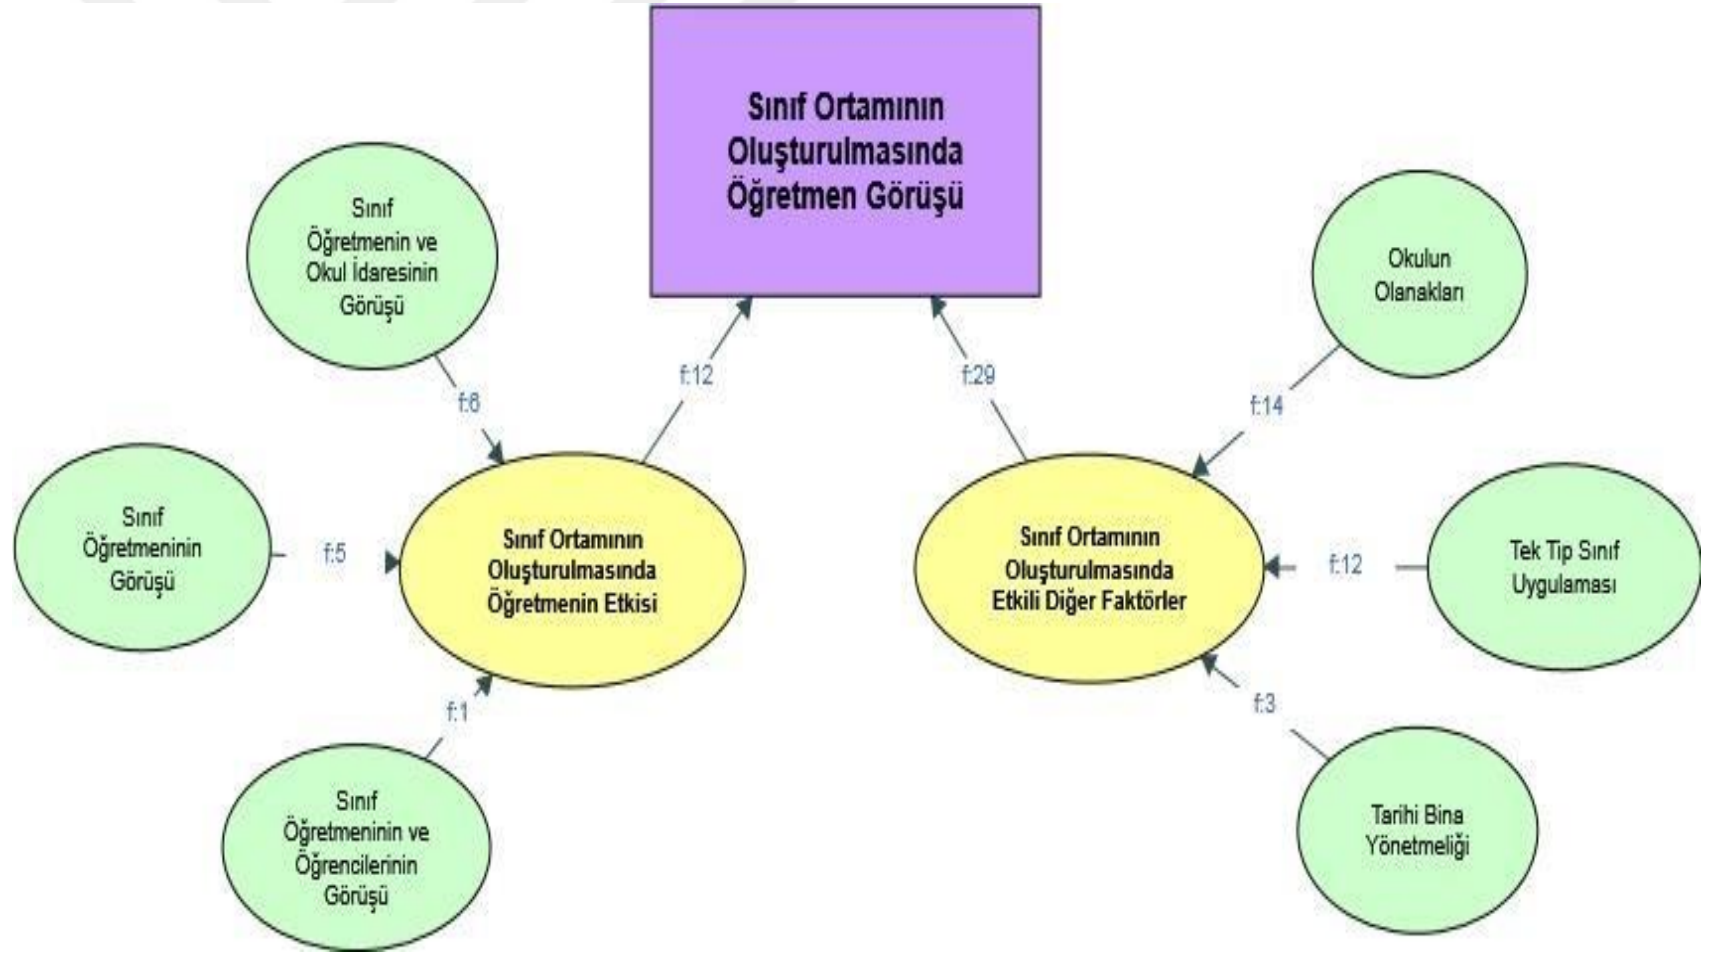 Sınıf Ortamının
Oluşturulmasında
Öğretmen Görüşü
Sınıf
Öğretmenin ve
Okul İdaresinin
Görüşü
Okulun
Olanakları
f:12
f:29
f:6
f:14
Sınıf
Öğretmeninin
Görüşü
f:5
Sınıf Ortamının
Oluşturulmasında
Öğretmenin Etkisi
Sınıf Ortamının
Oluşturulmasında
Etkili Diğer Faktörler
f:12
Tek Tip Sınıf
Uygulaması
f:1
f:3
Sınıf
Öğretmeninin ve
Öğrencilerinin
Görüşü
Tarihi Bina
Yönetmeliği